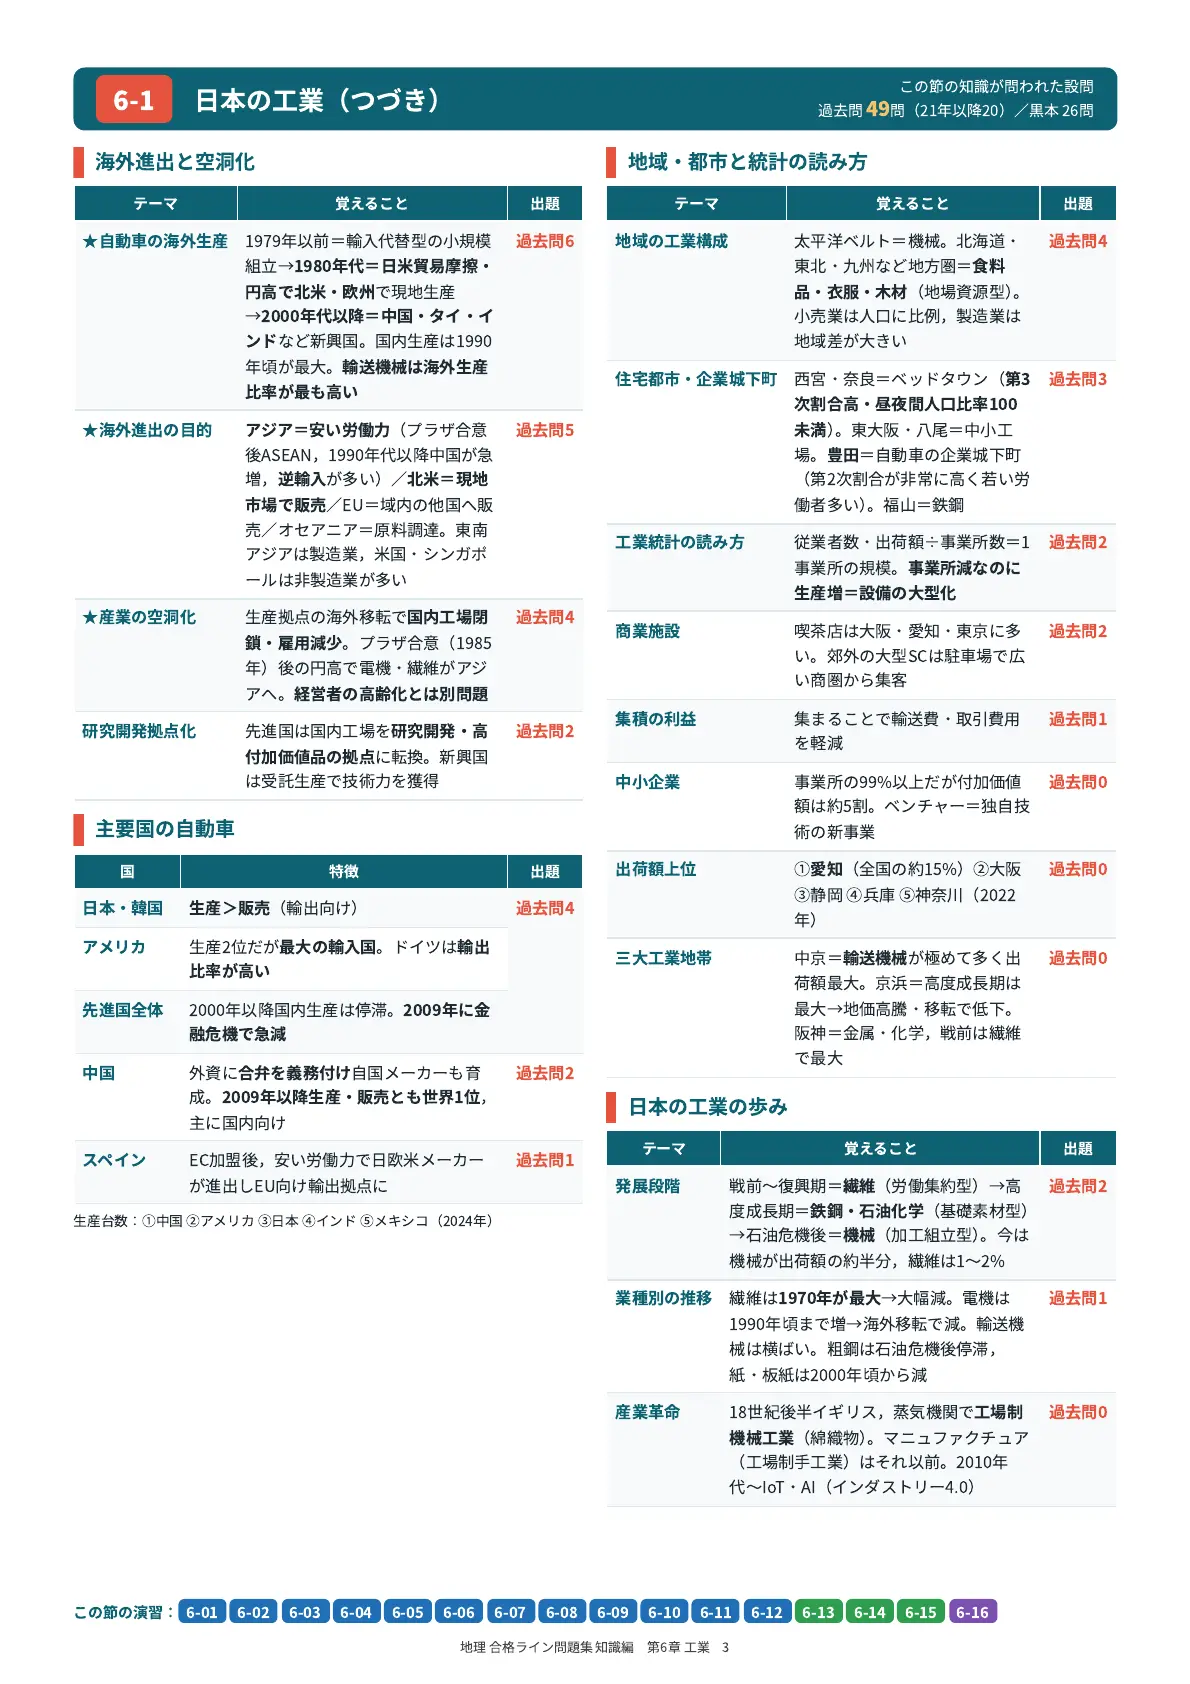 6-1 日本の工業（つづき）
この節の知識が問われた設問
過去問 49問（21年以降20）／黒本 26問
海外進出と空洞化
テーマ 覚えること 出題
★自動車の海外生産 1979年以前＝輸入代替型の小規模 過去問6
組立→1980年代＝日米貿易摩擦・
円高で北米・欧州で現地生産
→2000年代以降＝中国・タイ・イ
ンドなど新興国。国内生産は1990
年頃が最大。輸送機械は海外生産
比率が最も高い
★海外進出の目的 アジア＝安い労働力（プラザ合意 過去問5
後ASEAN，1990年代以降中国が急
増，逆輸入が多い）／北米＝現地
市場で販売／EU＝域内の他国へ販
売／オセアニア＝原料調達。東南
アジアは製造業，米国・シンガポ
ールは非製造業が多い
★産業の空洞化 生産拠点の海外移転で国内工場閉 過去問4
鎖・雇用減少。プラザ合意（1985
年）後の円高で電機・繊維がアジ
アへ。経営者の高齢化とは別問題
研究開発拠点化 先進国は国内工場を研究開発・高 過去問2
付加価値品の拠点に転換。新興国
は受託生産で技術力を獲得
主要国の自動車
国 特徴 出題
日本・韓国 生産＞販売（輸出向け） 過去問4
アメリカ 生産2位だが最大の輸入国。ドイツは輸出
比率が高い
先進国全体 2000年以降国内生産は停滞。2009年に金
融危機で急減
中国 外資に合弁を義務付け自国メーカーも育 過去問2
成。2009年以降生産・販売とも世界1位，
主に国内向け
スペイン EC加盟後，安い労働力で日欧米メーカー 過去問1
が進出しEU向け輸出拠点に
生産台数：①中国 ②アメリカ ③日本 ④インド ⑤メキシコ（2024年）
地域・都市と統計の読み方
テーマ 覚えること 出題
地域の工業構成 太平洋ベルト＝機械。北海道・ 過去問4
東北・九州など地方圏＝食料
品・衣服・木材（地場資源型）。
小売業は人口に比例，製造業は
地域差が大きい
住宅都市・企業城下町 西宮・奈良＝ベッドタウン（第3 過去問3
次割合高・昼夜間人口比率100
未満）。東大阪・八尾＝中小工
場。豊田＝自動車の企業城下町
（第2次割合が非常に高く若い労
働者多い）。福山＝鉄鋼
工業統計の読み方 従業者数・出荷額÷事業所数＝1 過去問2
事業所の規模。事業所減なのに
生産増＝設備の大型化
商業施設 喫茶店は大阪・愛知・東京に多 過去問2
い。郊外の大型SCは駐車場で広
い商圏から集客
集積の利益 集まることで輸送費・取引費用 過去問1
を軽減
中小企業 事業所の99%以上だが付加価値 過去問0
額は約5割。ベンチャー＝独自技
術の新事業
出荷額上位 ①愛知（全国の約15%）②大阪 過去問0
③静岡 ④兵庫 ⑤神奈川（2022
年）
三大工業地帯 中京＝輸送機械が極めて多く出 過去問0
荷額最大。京浜＝高度成長期は
最大→地価高騰・移転で低下。
阪神＝金属・化学，戦前は繊維
で最大
日本の工業の歩み
テーマ 覚えること 出題
発展段階 戦前〜復興期＝繊維（労働集約型）→高 過去問2
度成長期＝鉄鋼・石油化学（基礎素材型）
→石油危機後＝機械（加工組立型）。今は
機械が出荷額の約半分，繊維は1〜2%
業種別の推移 繊維は1970年が最大→大幅減。電機は 過去問1
1990年頃まで増→海外移転で減。輸送機
械は横ばい。粗鋼は石油危機後停滞，
紙・板紙は2000年頃から減
産業革命 18世紀後半イギリス，蒸気機関で工場制 過去問0
機械工業（綿織物）。マニュファクチュア
（工場制手工業）はそれ以前。2010年
代〜IoT・AI（インダストリー4.0）
この節の演習： 6-01 6-02 6-03 6-04 6-05 6-06 6-07 6-08 6-09 6-10 6-11 6-12 6-13 6-14 6-15 6-16
地理 合格ライン問題集 知識編 第6章 工業 3